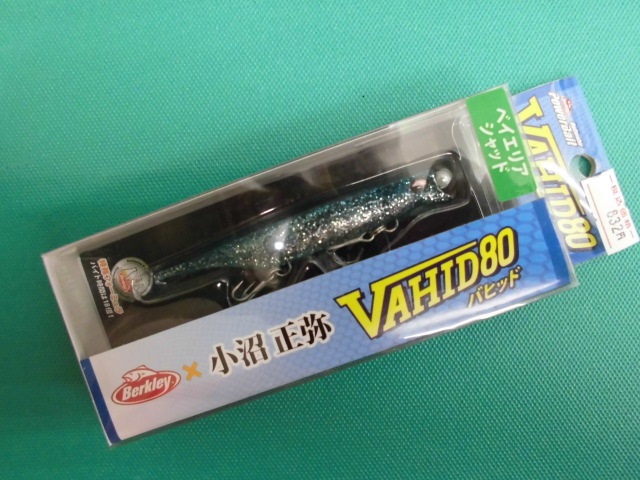 PowerBait
VAHID80
632円
ベイエリア
シャッド
VAHID80
バヒッド
Berkley × 小沼 正弥